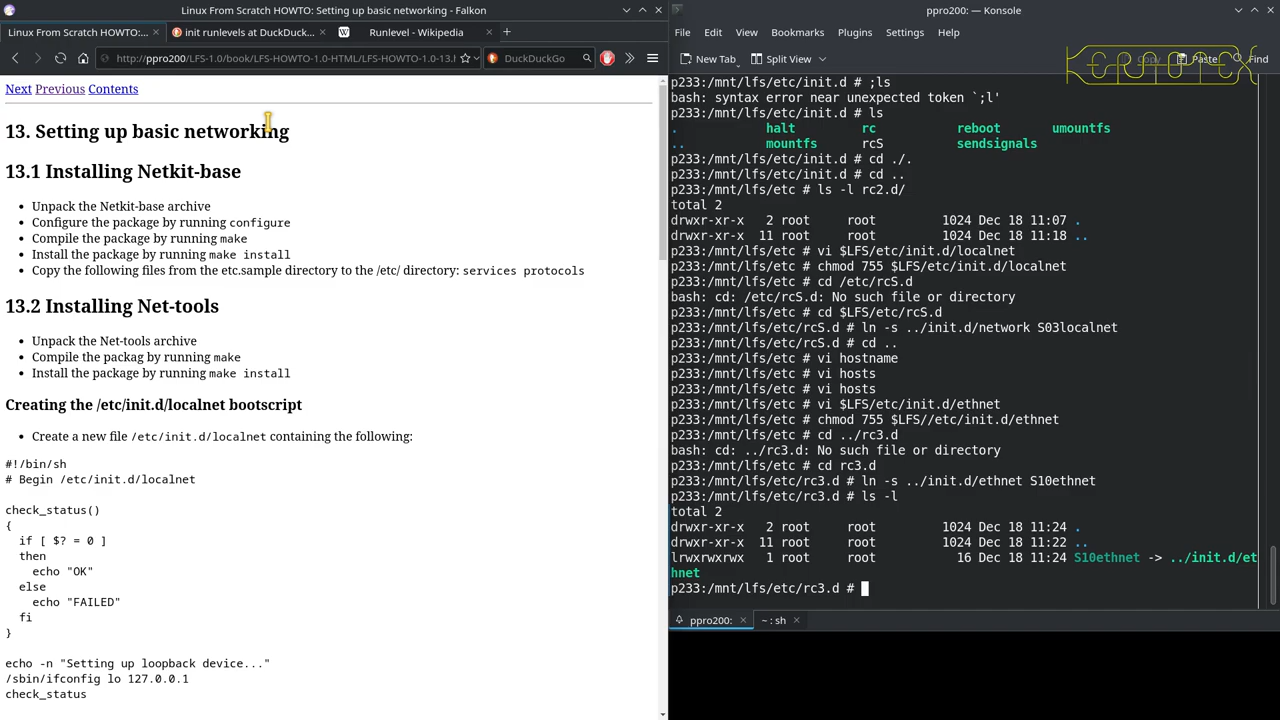 Linux From Scratch HOWTO: Setting up basic networking - Falkon
Linux From Scratch HOWTO:... × init runlevels at DuckDuck... × Runlevel - Wikipedia × +
http://ppro200/LFS-1.0/book/LFS-HOWTO-1.0-HTML/LFS-HOWTO-1.0-13.h DuckDuckGo
Next Previous Contents
13. Setting up basic networking
13.1 Installing Netkit-base
Unpack the Netkit-base archive
Configure the package by running configure
Compile the package by running make
Install the package by running make install
Copy the following files from the etc.sample directory to the /etc/ directory: services protocols
13.2 Installing Net-tools
Unpack the Net-tools archive
Compile the packag by running make
Install the package by running make install
Creating the /etc/init.d/localnet bootscript
Create a new file /etc/init.d/localnet containing the following:
#!/bin/sh
# Begin /etc/init.d/localnet
check_status()
{
if [ $? = 0 ]
then
echo "OK"
else
echo "FAILED"
fi
}
echo -n "Setting up loopback device..."
/sbin/ifconfig lo 127.0.0.1
check_status
ppro200: — Konsole
File Edit View Bookmarks Plugins Settings Help
New Tab Split View Copy Paste Find
p233:/mnt/lfs/etc/init.d # ;ls
bash: syntax error near unexpected token `;l'
p233:/mnt/lfs/etc/init.d # ls
. halt rc reboot umountfs
.. mountfs rcS sendsignals
p233:/mnt/lfs/etc/init.d # cd ./.
p233:/mnt/lfs/etc/init.d # cd ..
p233:/mnt/lfs/etc # ls -l rc2.d/
total 2
drwxr-xr-x 2 root root 1024 Dec 18 11:07 .
drwxr-xr-x 11 root root 1024 Dec 18 11:18 ..
p233:/mnt/lfs/etc # vi $LFS/etc/init.d/localnet
p233:/mnt/lfs/etc # chmod 755 $LFS/etc/init.d/localnet
p233:/mnt/lfs/etc # cd /etc/rcS.d
bash: cd: /etc/rcS.d: No such file or directory
p233:/mnt/lfs/etc # cd $LFS/etc/rcS.d
p233:/mnt/lfs/etc/rcS.d # ln -s ../init.d/network S03localnet
p233:/mnt/lfs/etc/rcS.d # cd ..
p233:/mnt/lfs/etc # vi hostname
p233:/mnt/lfs/etc # vi hosts
p233:/mnt/lfs/etc # vi hosts
p233:/mnt/lfs/etc # vi $LFS/etc/init.d/ethnet
p233:/mnt/lfs/etc # chmod 755 $LFS//etc/init.d/ethnet
p233:/mnt/lfs/etc # cd ../rc3.d
bash: cd: ../rc3.d: No such file or directory
p233:/mnt/lfs/etc # cd rc3.d
p233:/mnt/lfs/etc/rc3.d # ln -s ../init.d/ethnet S10ethnet
p233:/mnt/lfs/etc/rc3.d # ls -l
total 2
drwxr-xr-x 2 root root 1024 Dec 18 11:24 .
drwxr-xr-x 11 root root 1024 Dec 18 11:22 ..
lrwxrwxrwx 1 root root 16 Dec 18 11:24 S10ethnet -> ../init.d/et
hnet
p233:/mnt/lfs/etc/rc3.d #
ppro200: × ~ : sh ×